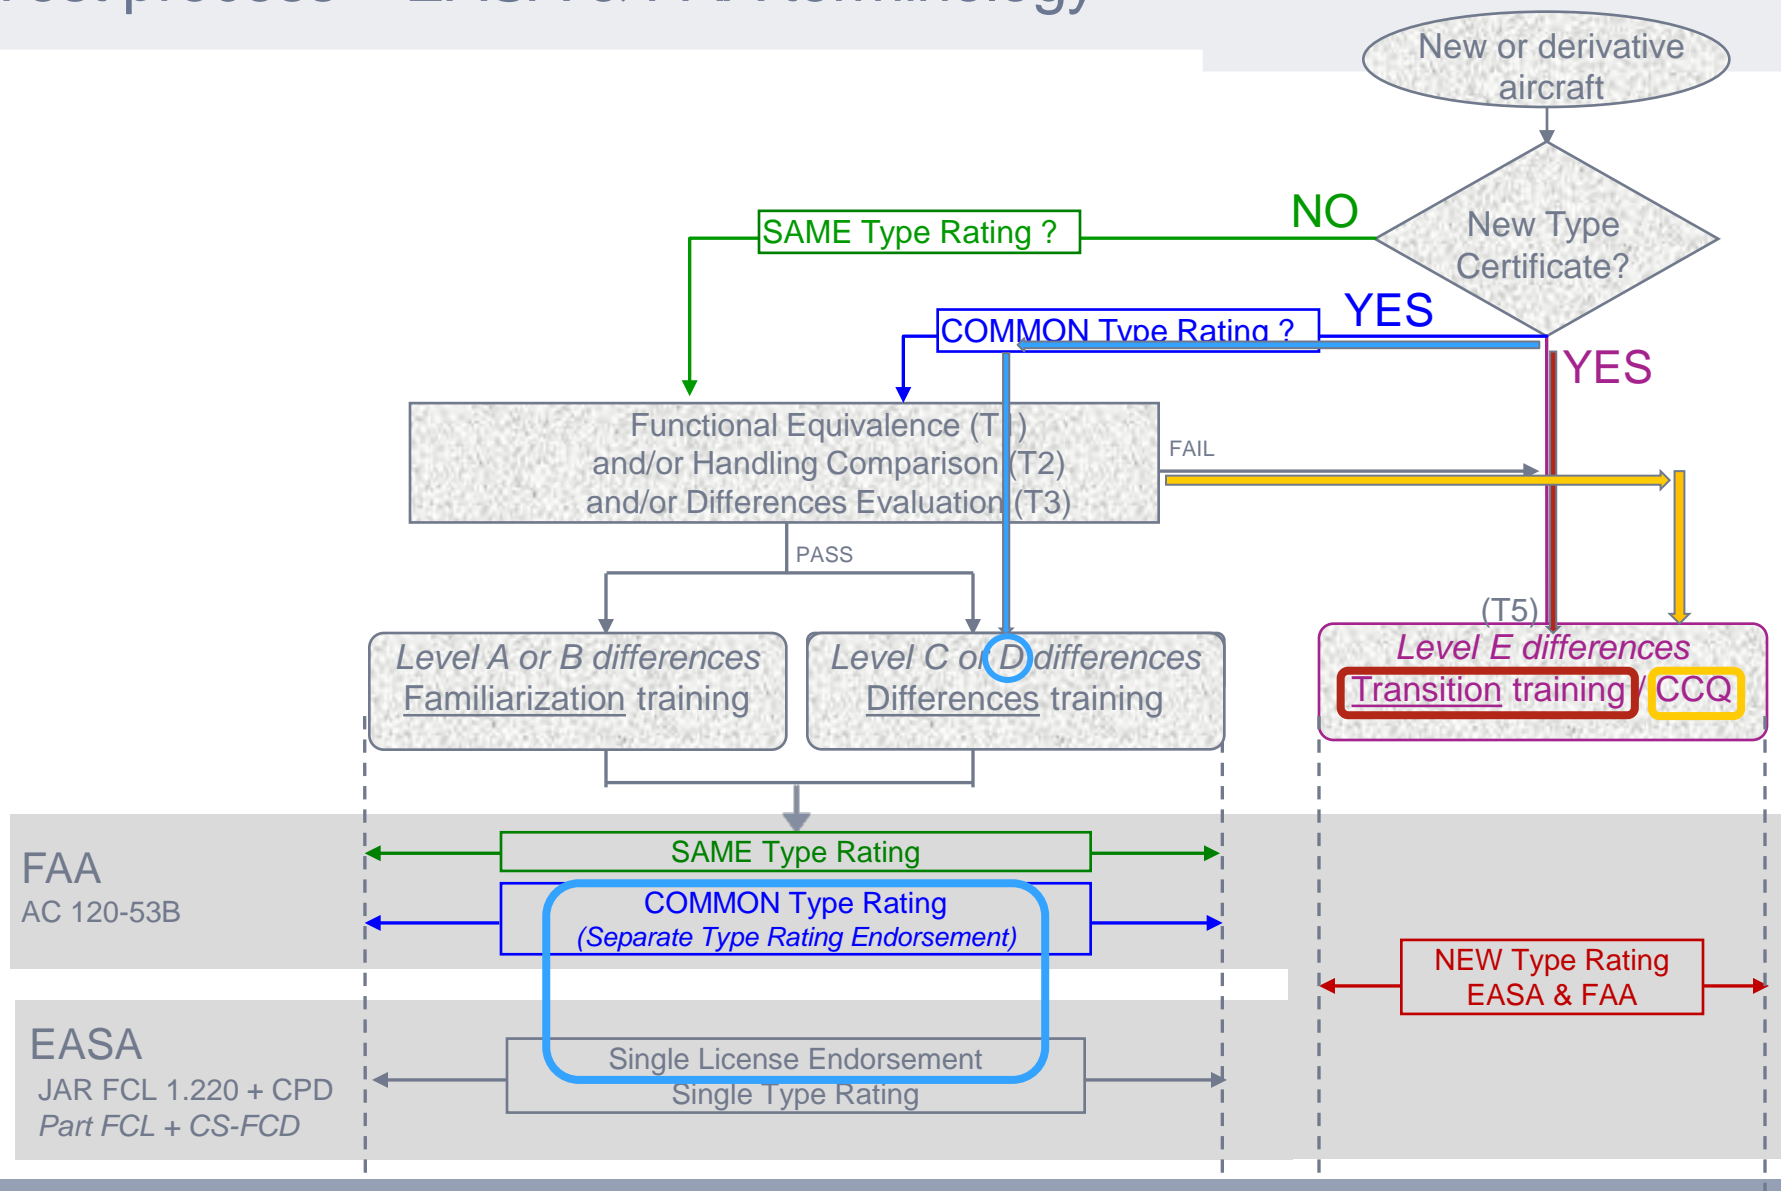 New or derivative
aircraft
New Type
Certificate?
NO
SAME Type Rating ?
YES
COMMON Type Rating ?
YES
Functional Equivalence (T1)
and/or Handling Comparison (T2)
and/or Differences Evaluation (T3)
FAIL
PASS
(T5)
Level A or B differences
Familiarization training
Level C or D differences
Differences training
Level E differences
Transition training / CCQ
FAA
AC 120-53B
SAME Type Rating
COMMON Type Rating
(Separate Type Rating Endorsement)
NEW Type Rating
EASA & FAA
EASA
JAR FCL 1.220 + CPD
Part FCL + CS-FCD
Single License Endorsement
Single Type Rating